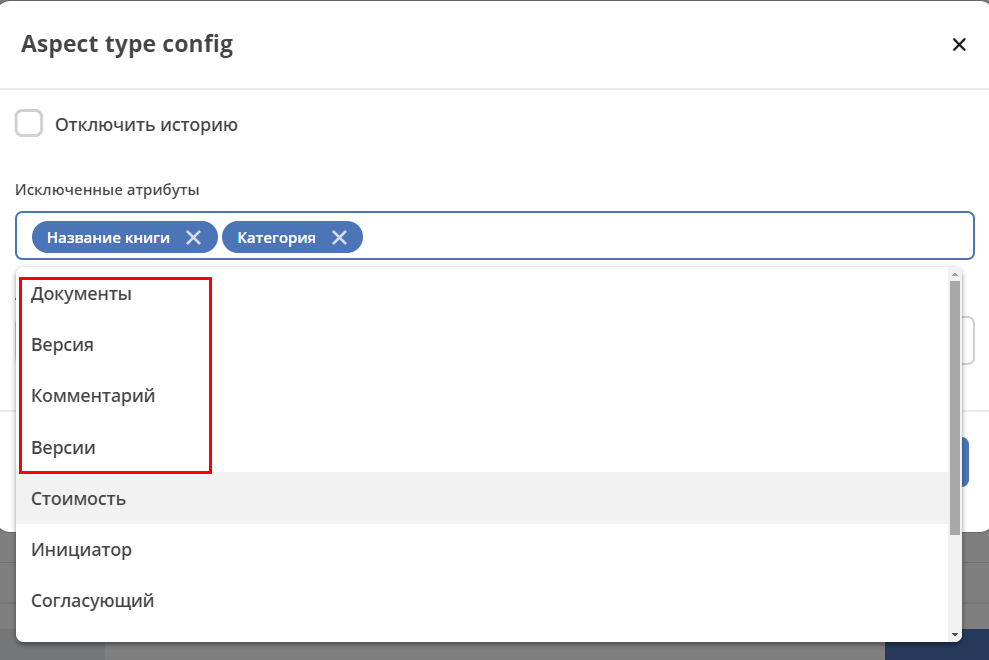 Aspect type config
Отключить историю
Исключенные атрибуты
Название книги
Категория
Документы
Версия
Комментарий
Версии
Стоимость
Инициатор
Согласующий